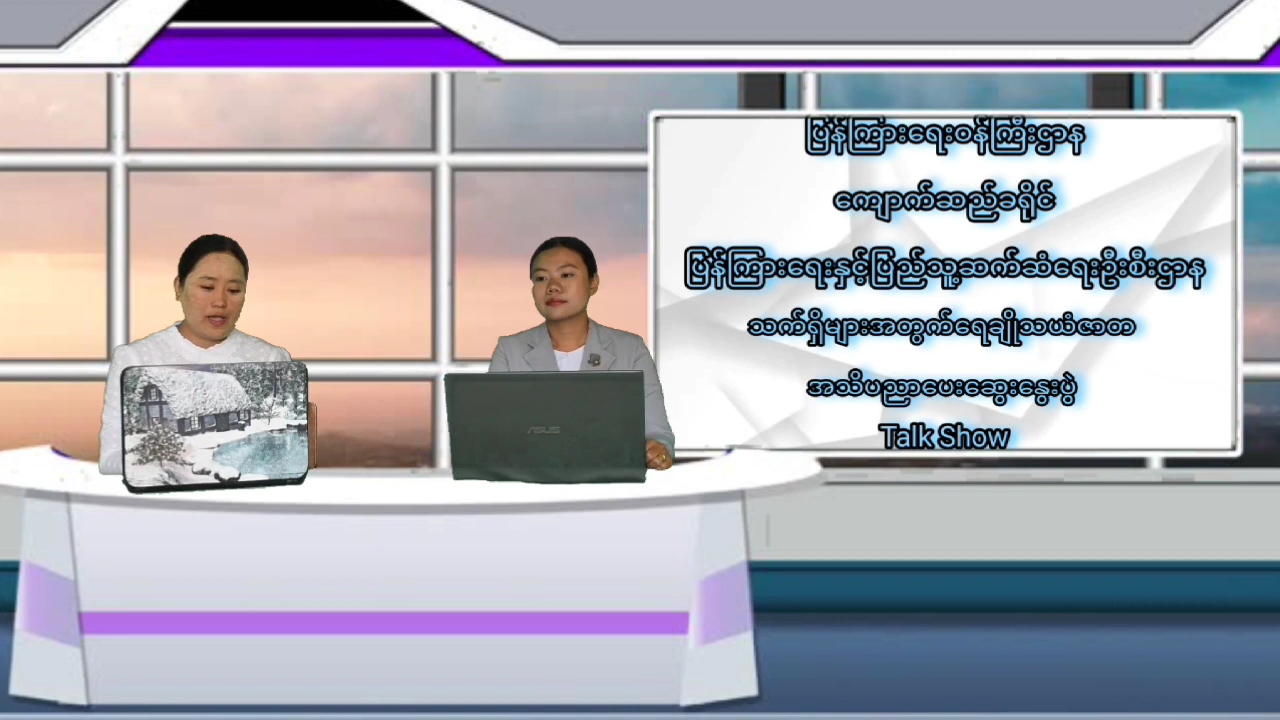 ပြန်ကြားရေးဝန်ကြီးဌာန
ကျောက်ဆည်ခရိုင်
ပြန်ကြားရေးနှင့်ပြည်သူ့ဆက်ဆံရေးဦးစီးဌာန
သက်ရှိများအတွက်ရေချိုသယံဇာတ
အသိပညာပေးဆွေးနွေးပွဲ
Talk Show
ASUS